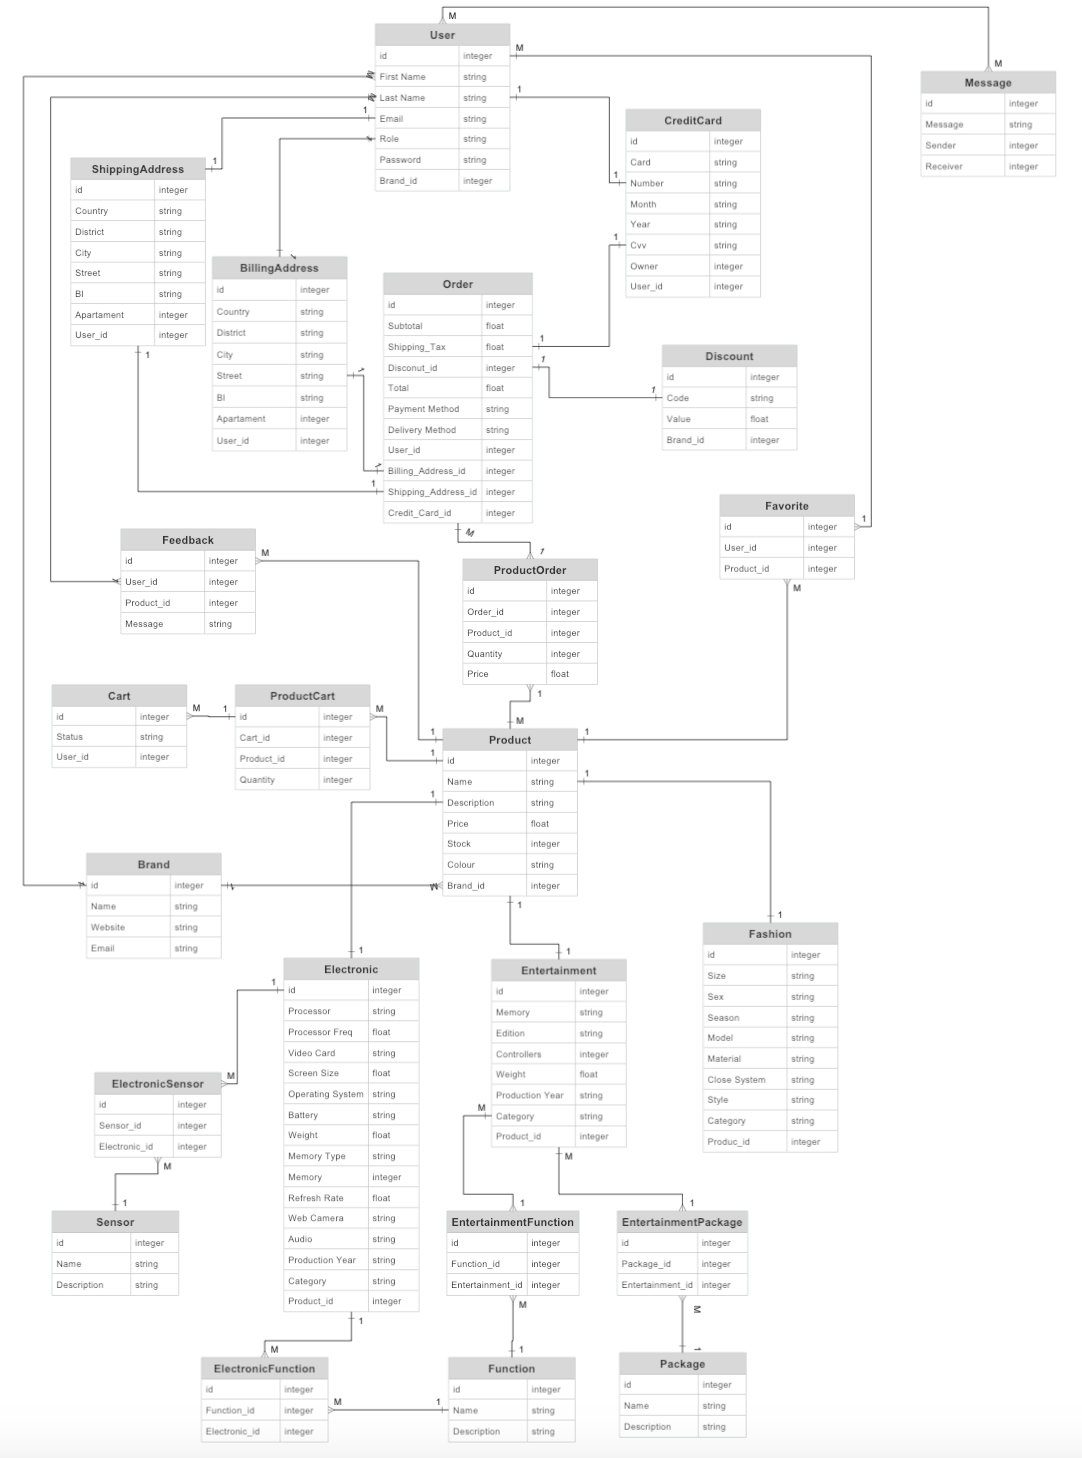 M
User
id integer
First Name string
Last Name string
Email string
Role string
Password string
Brand_id integer
M
1
1
M
Message
id integer
Message string
Sender integer
Receiver integer
CreditCard
id integer
Card string
Number string
Month string
Year string
Cvv string
Owner integer
User_id integer
1
1
1
ShippingAddress
id integer
Country string
District string
City string
Street string
Bl string
Apartament integer
User_id integer
1
BillingAddress
id integer
Country string
District string
City string
Street string
Bl string
Apartament integer
User_id integer
1
Order
id integer
Subtotal float
Shipping_Tax float
Disconut_id integer
Total float
Payment Method string
Delivery Method string
User_id integer
Billing_Address_id integer
Shipping_Address_id integer
Credit_Card_id integer
1
1
1
1
M
Discount
id integer
Code string
Value float
Brand_id integer
1
Favorite
id integer
User_id integer
Product_id integer
1
M
Feedback
id integer
User_id integer
Product_id integer
Message string
M
ProductOrder
id integer
Order_id integer
Product_id integer
Quantity integer
Price float
1
1
M
Cart
id integer
Status string
User_id integer
M
1
ProductCart
id integer
Cart_id integer
Product_id integer
Quantity integer
M
Product
id integer
Name string
Description string
Price float
Stock integer
Colour string
Brand_id integer
1
1
1
1
1
1
Brand
id integer
Name string
Website string
Email string
Electronic
id integer
Processor string
Processor Freq float
Video Card string
Screen Size float
Operating System string
Battery string
Weight float
Memory Type string
Memory integer
Refresh Rate float
Web Camera string
Audio string
Production Year string
Category string
Product_id integer
1
1
1
Entertainment
id integer
Memory string
Edition string
Controllers integer
Weight float
Production Year string
Category string
Product_id integer
1
M
M
Fashion
id integer
Size string
Sex string
Season string
Model string
Material string
Close System string
Style string
Category string
Produc_id integer
1
ElectronicSensor
id integer
Sensor_id integer
Electronic_id integer
M
M
Sensor
id integer
Name string
Description string
1
EntertainmentFunction
id integer
Function_id integer
Entertainment_id integer
1
M
EntertainmentPackage
id integer
Package_id integer
Entertainment_id integer
1
M
ElectronicFunction
id integer
Function_id integer
Electronic_id integer
M
M
Function
id integer
Name string
Description string
1
1
Package
id integer
Name string
Description string
1